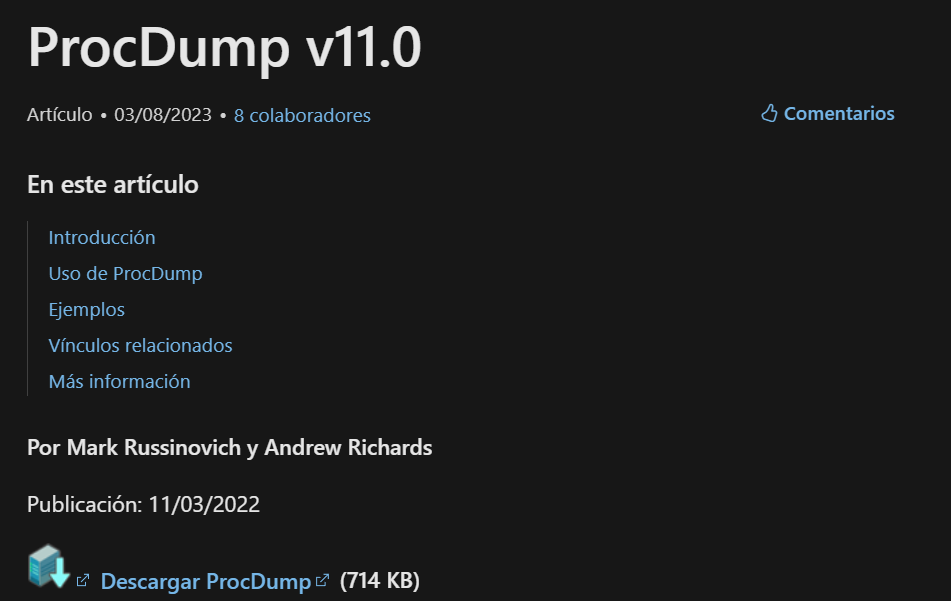 ProcDump v11.0
Artículo • 03/08/2023 • 8 colaboradores
Comentarios
En este artículo
Introducción
Uso de ProcDump
Ejemplos
Vínculos relacionados
Más información
Por Mark Russinovich y Andrew Richards
Publicación: 11/03/2022
Descargar ProcDump (714 KB)